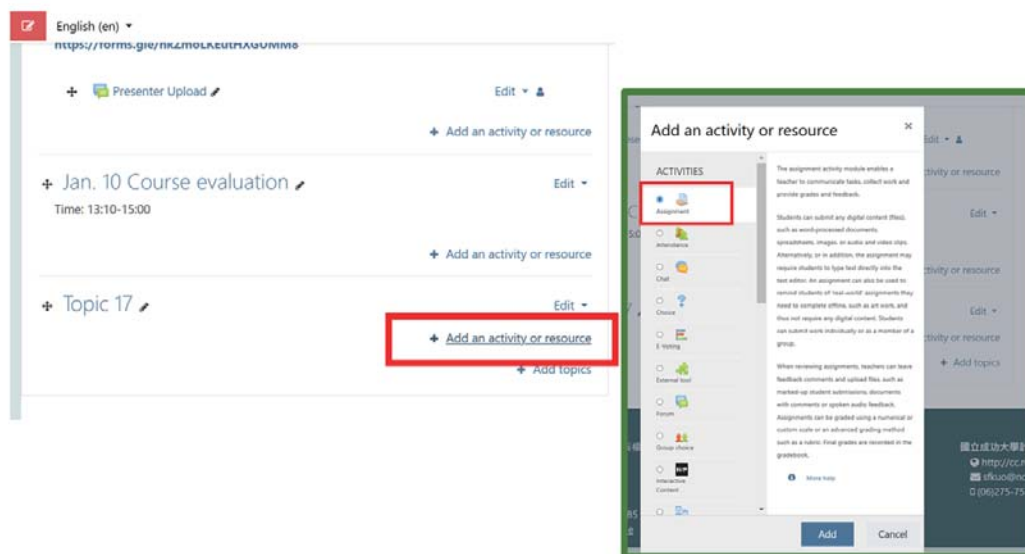 English (en)
Presenter Upload
Edit
+ Add an activity or resource
Jan. 10 Course evaluation
Edit
Time: 13:10-15:00
+ Add an activity or resource
Topic 17
Edit
+ Add an activity or resource
+ Add topics
Add an activity or resource
×
ACTIVITIES
Assignment
Attendance
Chat
Choice
E-Voting
External tool
Forum
Group choice
Interactive
Content
The assignment activity module enables a
teacher to communicate tasks, collect work and
provide grades and feedback.
Students can submit any digital content (files),
such as word-processed documents,
spreadsheets, images, or audio and video clips.
Alternatively, or in addition, the assignment may
require students to type text directly into the
text editor. An assignment can also be used to
remind students of 'real-world' assignments they
need to complete offline, such as art work, and
thus not require any digital content. Students
can submit work individually or as a member of a
group.
When reviewing assignments, teachers can leave
feedback comments and upload files, such as
marked-up student submissions, documents
with comments or spoken audio feedback.
Assignments can be graded using a numerical or
custom scale or an advanced grading method
such as a rubric. Final grades are recorded in the
gradebook.
More help
Add
Cancel
Edit
activity or resource
Edit
activity or resource
Edit
activity or resource
+ Add topics
國立成功大學